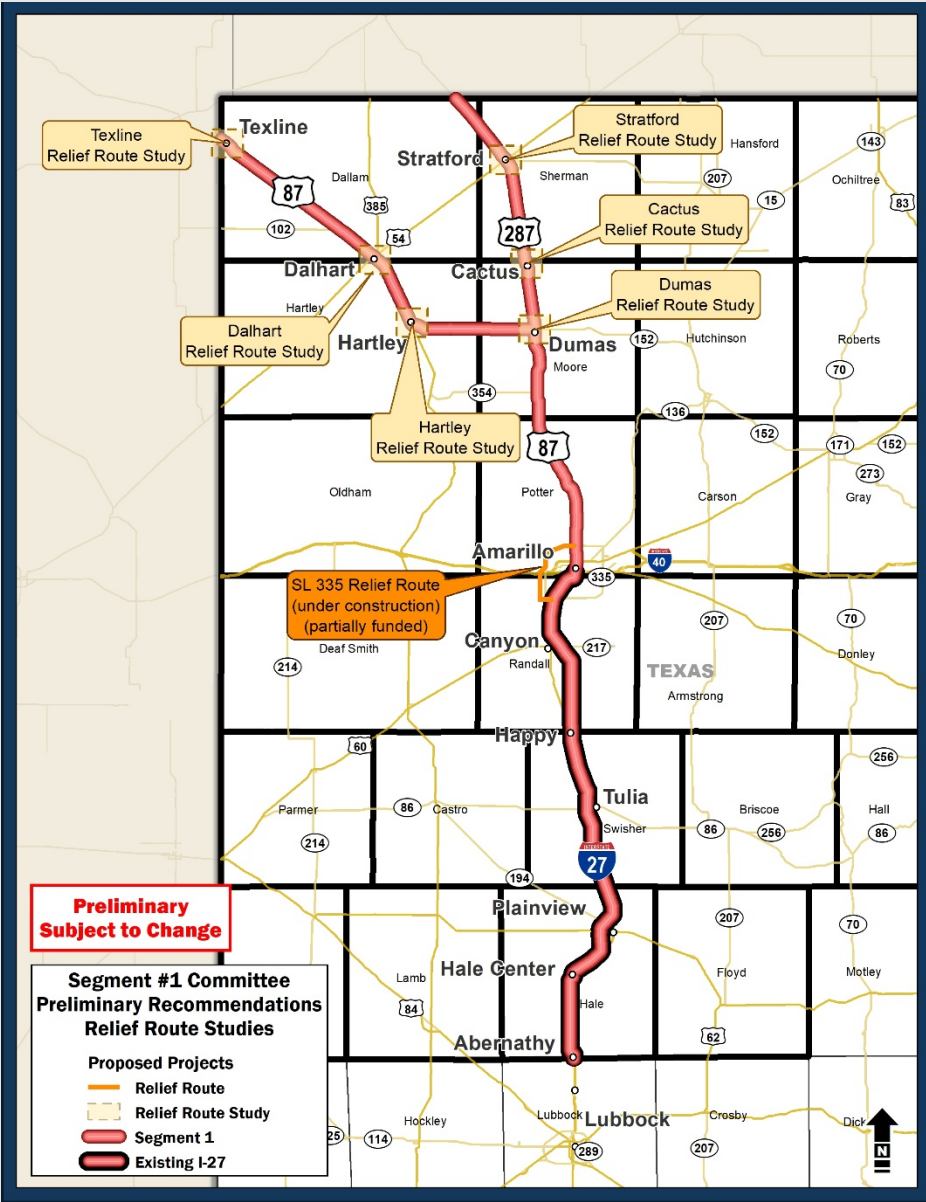 Texline
Texline
Relief Route Study
Stratford
Relief Route Study
Hansford
143
Stratford
Dallam
Sherman
207
Ochiltree
87
385
15
83
102
54
287
Cactus
Relief Route Study
Dalhart
Cactus
Dumas
Relief Route Study
Hartley
Dalhart
Relief Route Study
Hartley
Dumas
152
Hutchinson
Roberts
Moore
70
354
136
Hartley
Relief Route Study
87
152
171
152
273
Oldham
Potter
Carson
Gray
Amarillo
40
335
SL 335 Relief Route
(under construction)
(partially funded)
207
70
Deaf Smith
Canyon
217
Donley
Randall
TEXAS
214
Armstrong
Happy
60
256
Tulia
Parmer
86
Castro
Briscoe
Hall
Swisher
86
256
86
214
INTERSTATE
27
194
Plainview
207
70
Preliminary
Subject to Change
Hale Center
Lamb
Floyd
Motley
Segment #1 Committee
Preliminary Recommendations
Relief Route Studies
84
Hale
62
Abernathy
Proposed Projects
Relief Route
Relief Route Study
Segment 1
Existing I-27
Hockley
Lubbock
Lubbock
Crosby
Dick
25
114
289
207
N